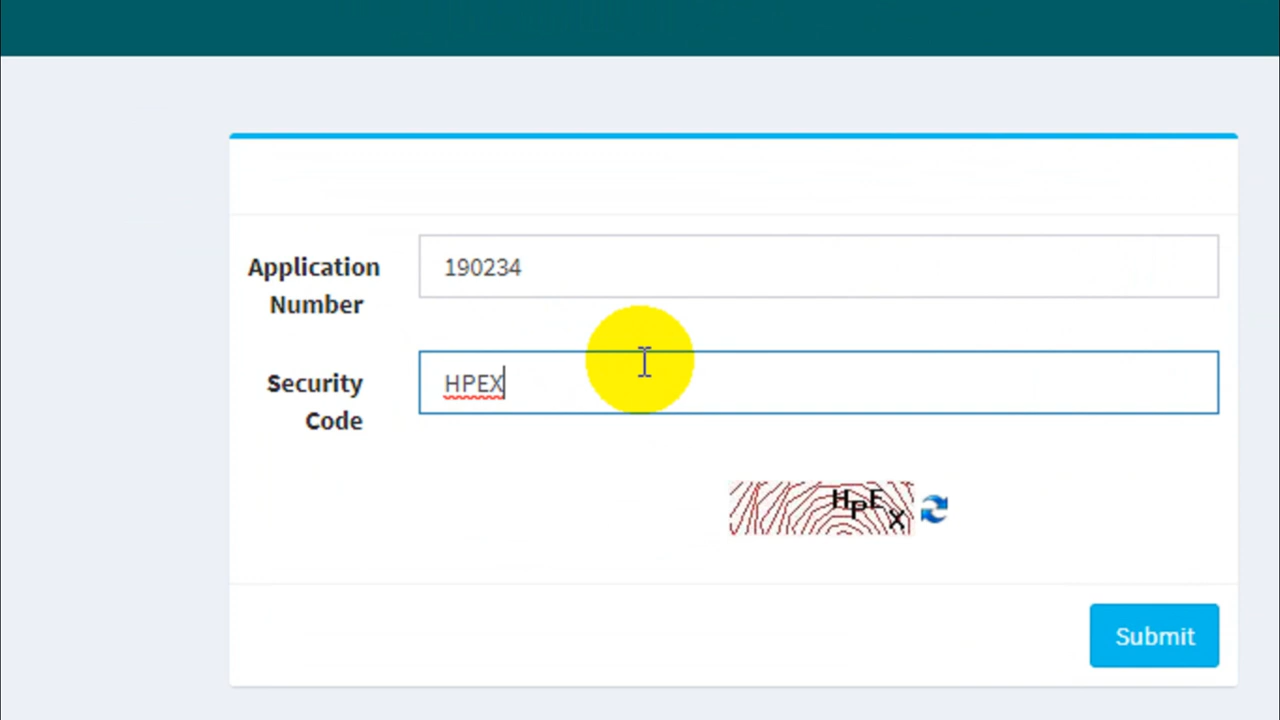 Application
Number
190234
Security
Code
HPEX
HPEX
Submit